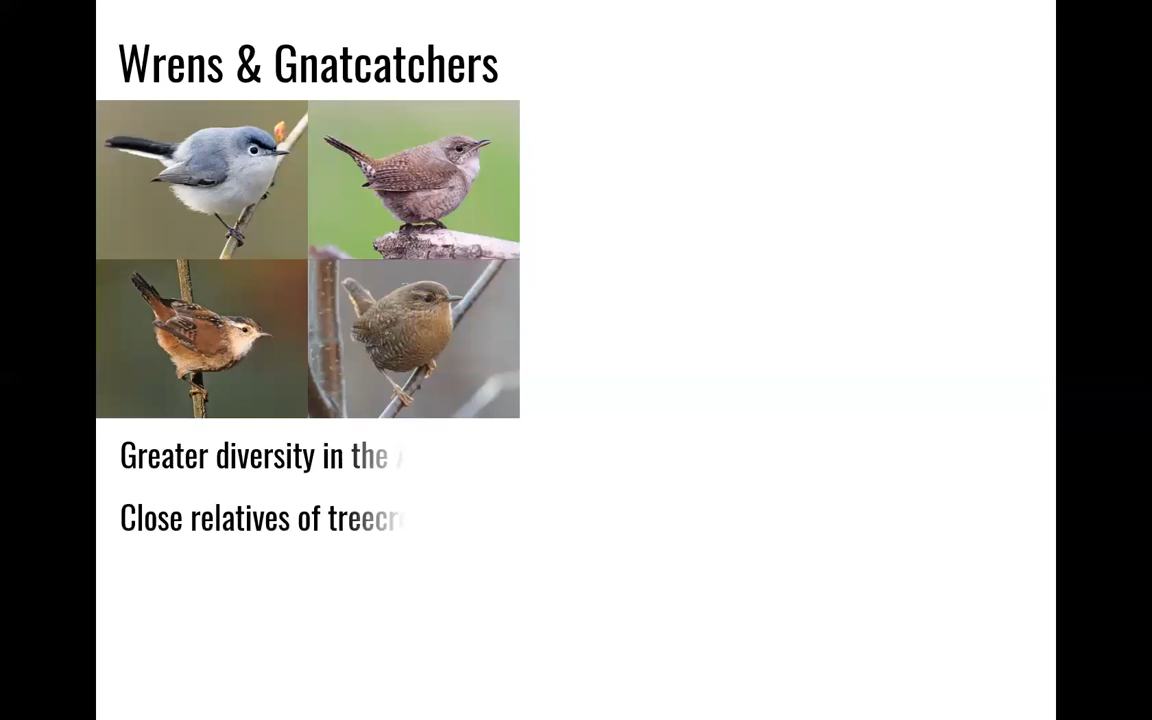 Wrens & Gnatcatchers
Greater diversity in the
Close relatives of